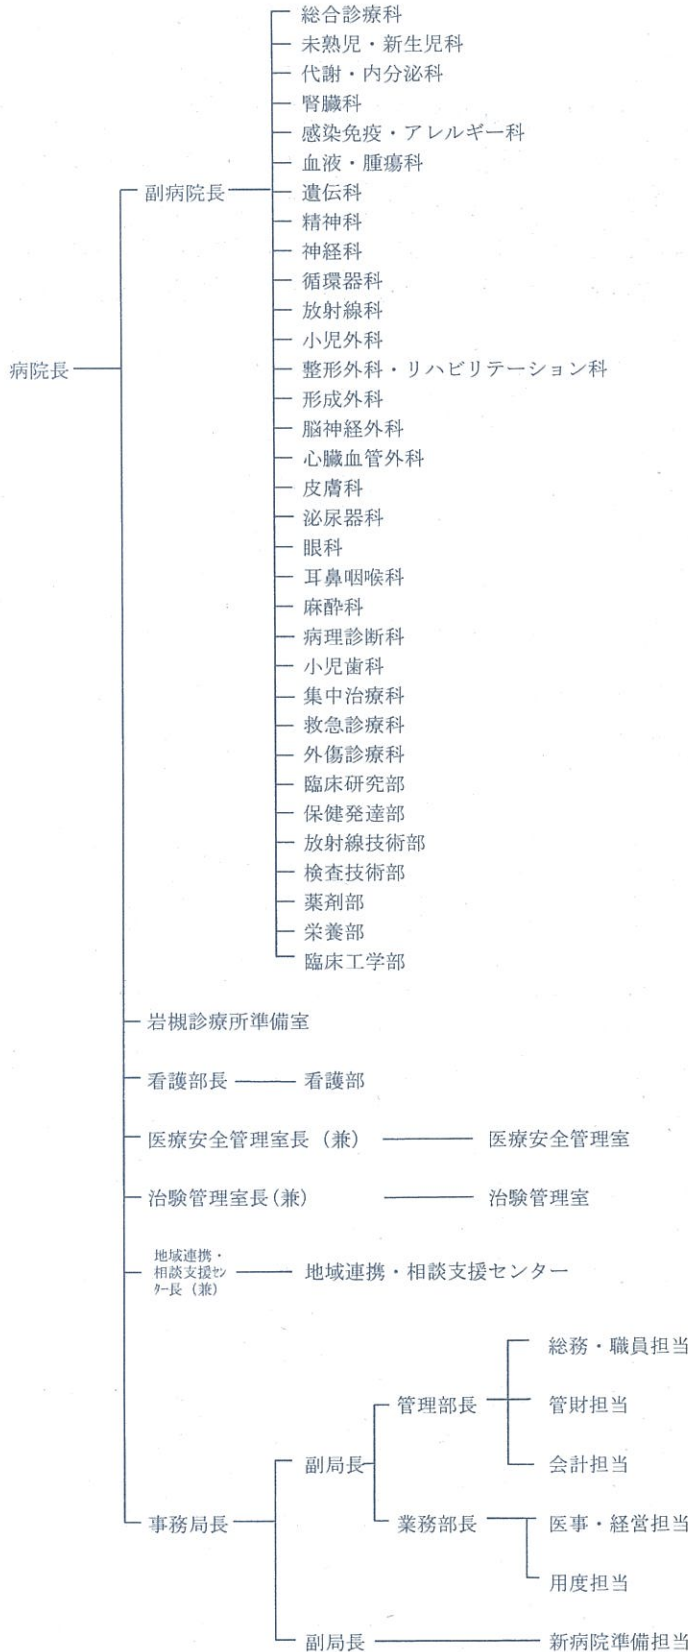 総合診療科
未熟児・新生児科
代謝・内分泌科
腎臓科
感染免疫・アレルギー科
血液・腫瘍科
副病院長
遺伝科
精神科
神経科
循環器科
放射線科
小児外科
病院長
整形外科・リハビリテーション科
形成外科
脳神経外科
心臓血管外科
皮膚科
泌尿器科
眼科
耳鼻咽喉科
麻酔科
病理診断科
小児歯科
集中治療科
救急診療科
外傷診療科
臨床研究部
保健発達部
放射線技術部
検査技術部
薬剤部
栄養部
臨床工学部
岩槻診療所準備室
看護部長 看護部
医療安全管理室長（兼） 医療安全管理室
治験管理室長（兼） 治験管理室
地域連携・
相談支援セン
ター長（兼）
地域連携・相談支援センター
総務・職員担当
管理部長 管財担当
副局長 会計担当
事務局長 業務部長 医事・経営担当
用度担当
副局長 新病院準備担当